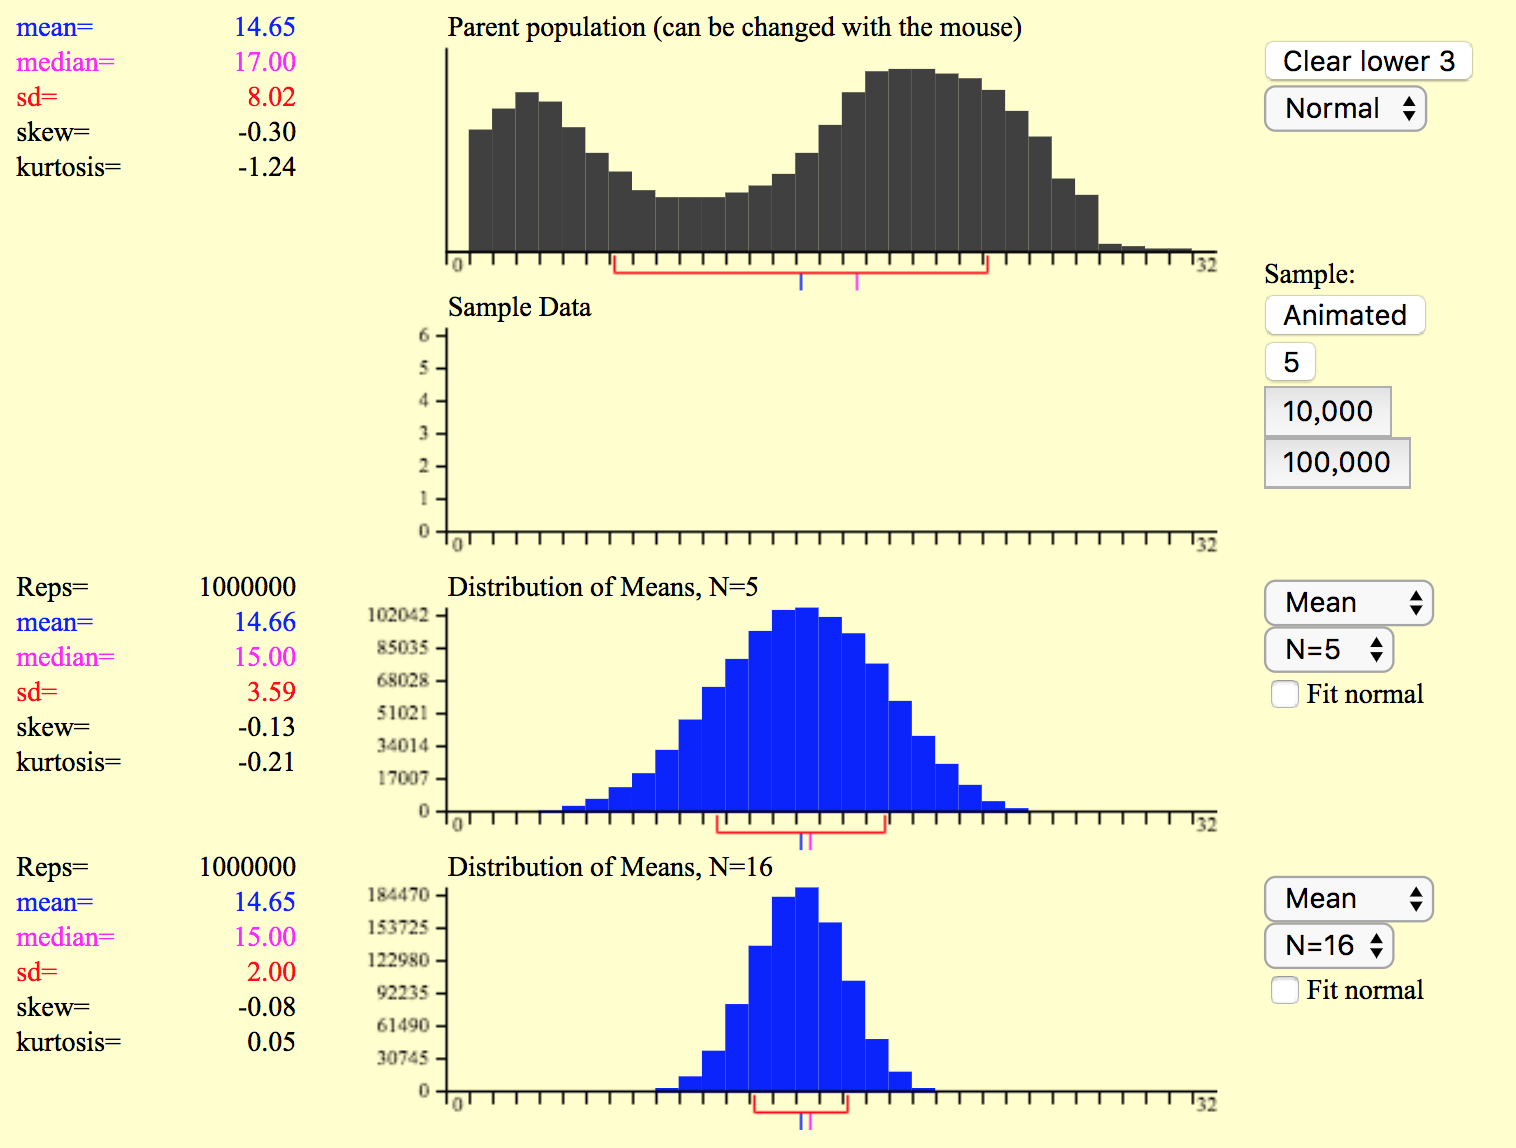 mean= 14.65
median= 17.00
sd= 8.02
skew= -0.30
kurtosis= -1.24
Parent population (can be changed with the mouse)
0 32
Clear lower 3
Normal
Sample Data
6
5
4
3
2
1
0
0 32
Sample:
Animated
5
10,000
100,000
Reps= 1000000
mean= 14.66
median= 15.00
sd= 3.59
skew= -0.13
kurtosis= -0.21
Distribution of Means, N=5
102042
85035
68028
51021
34014
17007
0
0 32
Mean
N=5
Fit normal
Reps= 1000000
mean= 14.65
median= 15.00
sd= 2.00
skew= -0.08
kurtosis= 0.05
Distribution of Means, N=16
184470
153725
122980
92235
61490
30745
0
0 32
Mean
N=16
Fit normal